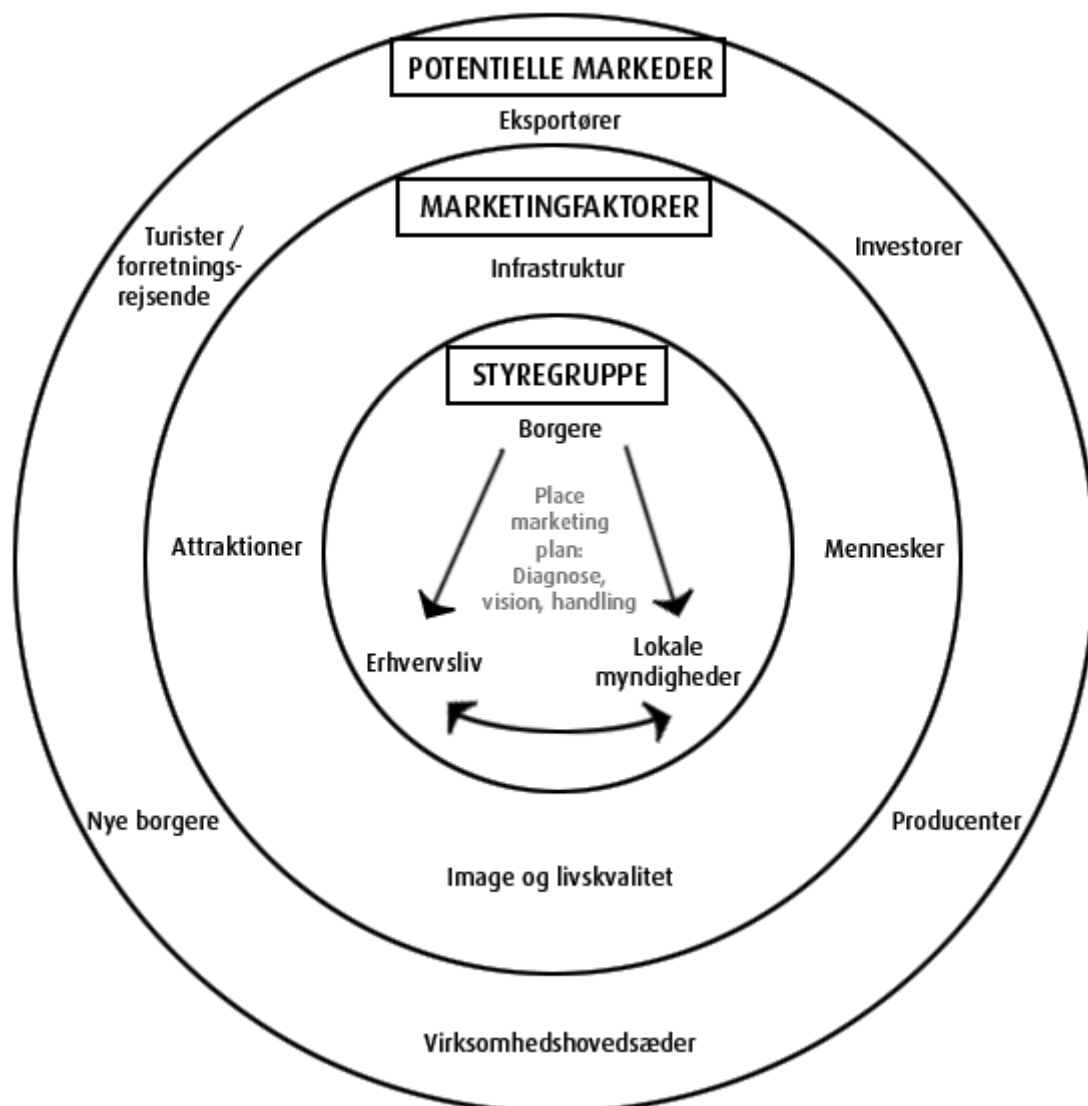 POTENTIELLE MARKEDER
Eksportører
MARKETINGFAKTORER
Turister /
forretnings-
rejsende
Investorer
Infrastruktur
STYREGRUPPE
Borgere
Place
marketing
plan:
Diagnose,
vision, handling
Attraktioner
Mennesker
Erhvervsliv
Lokale
myndigheder
Nye borgere
Producenter
Image og livskvalitet
Virksomhedshovedsæder